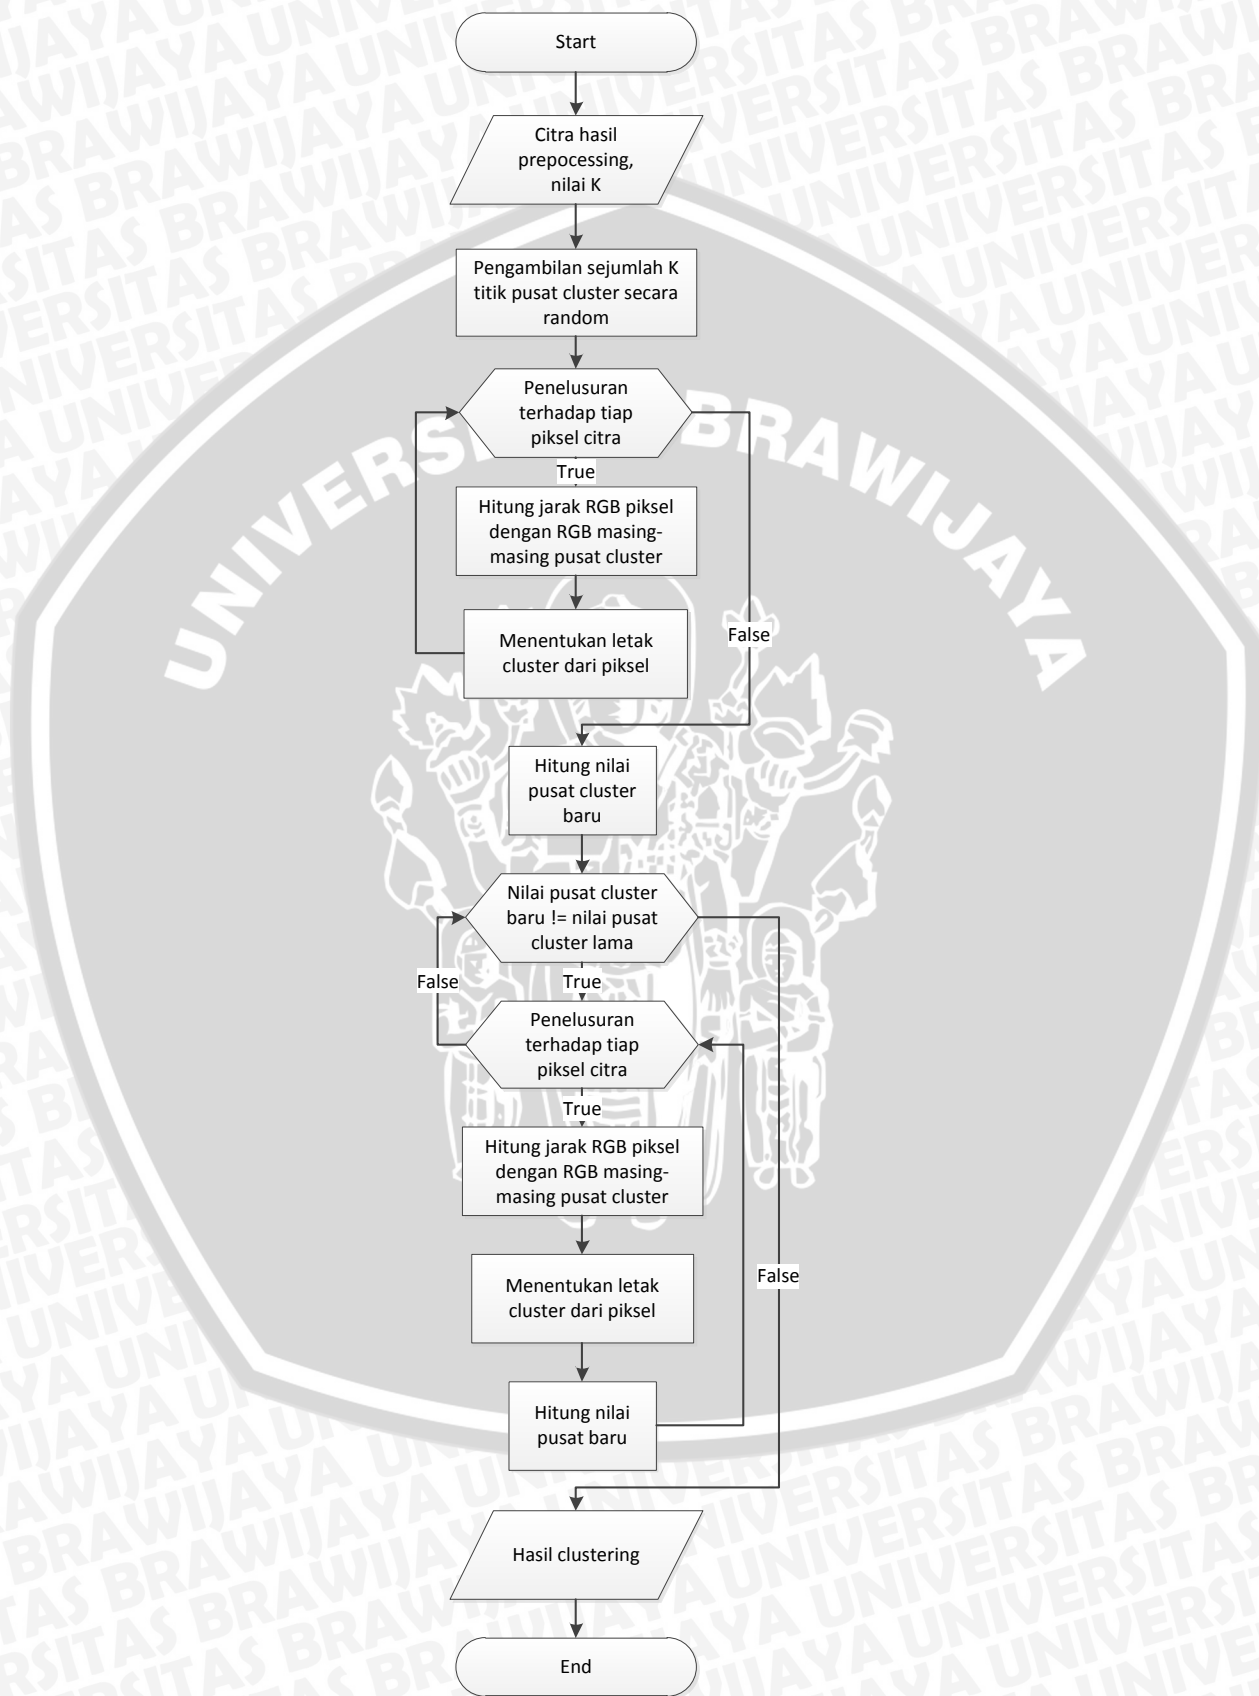 Start
Citra hasil
prepocessing,
nilai K
Pengambilan sejumlah K
titik pusat cluster secara
random
Penelusuran
terhadap tiap
piksel citra
True
Hitung jarak RGB piksel
dengan RGB masing-
masing pusat cluster
Menentukan letak
cluster dari piksel
False
Hitung nilai
pusat cluster
baru
Nilai pusat cluster
baru != nilai pusat
cluster lama
False
True
Penelusuran
terhadap tiap
piksel citra
True
Hitung jarak RGB piksel
dengan RGB masing-
masing pusat cluster
False
Menentukan letak
cluster dari piksel
Hitung nilai
pusat baru
Hasil clustering
End
BRAWIJAYA